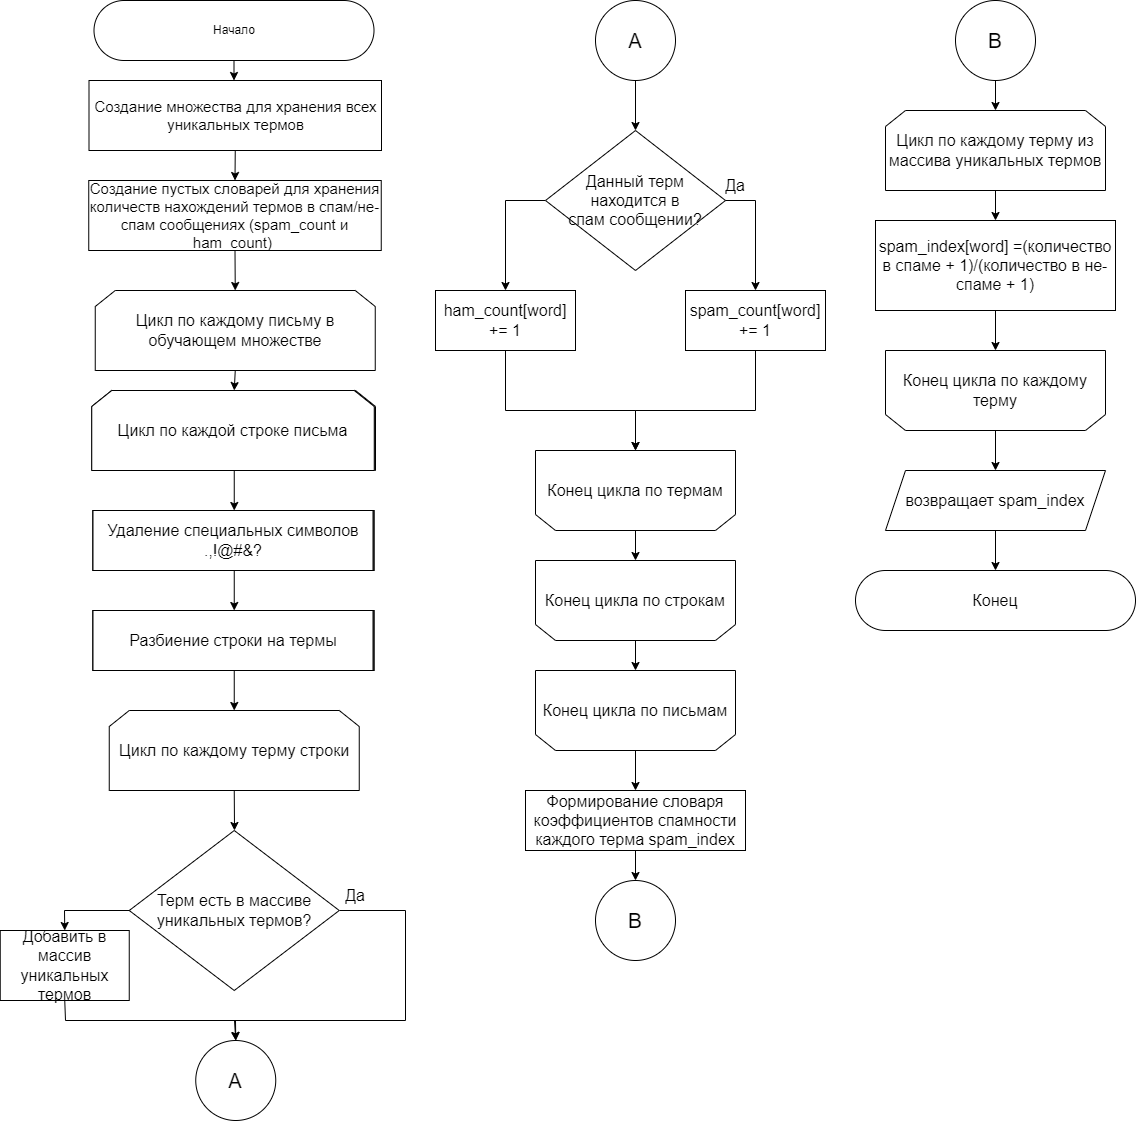 Начало
Создание множества для хранения всех
уникальных термов
Создание пустых словарей для хранения
количеств нахождений термов в спам/не-
спам сообщениях (spam_count и
ham_count)
Цикл по каждому письму в
обучающем множестве
Цикл по каждой строке письма
Удаление специальных символов
.,!@#&?
Разбиение строки на термы
Цикл по каждому терму строки
Терм есть в массиве
уникальных термов?
Да
Добавить в
массив
уникальных
термов
A
A
Данный терм
находится в
спам сообщении?
Да
ham_count[word]
+= 1
spam_count[word]
+= 1
Конец цикла по термам
Конец цикла по строкам
Конец цикла по письмам
Формирование словаря
коэффициентов спамности
каждого терма spam_index
B
B
Цикл по каждому терму из
массива уникальных термов
spam_index[word] =(количество
в спаме + 1)/(количество в не-
спаме + 1)
Конец цикла по каждому
терму
возвращает spam_index
Конец